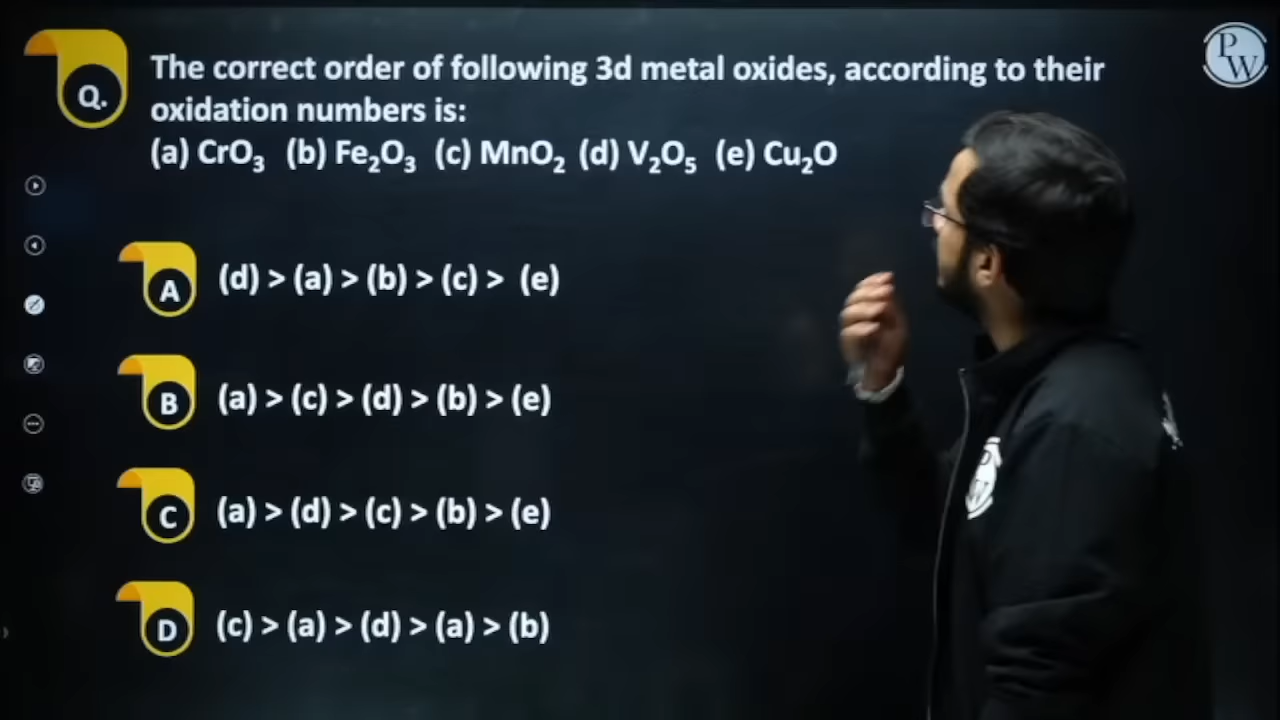 P
W
Q.
The correct order of following 3d metal oxides, according to their
oxidation numbers is:
(a) CrO₃ (b) Fe₂O₃ (c) MnO₂ (d) V₂O₅ (e) Cu₂O
A (d) > (a) > (b) > (c) > (e)
B (a) > (c) > (d) > (b) > (e)
C (a) > (d) > (c) > (b) > (e)
D (c) > (a) > (d) > (a) > (b)
P
W